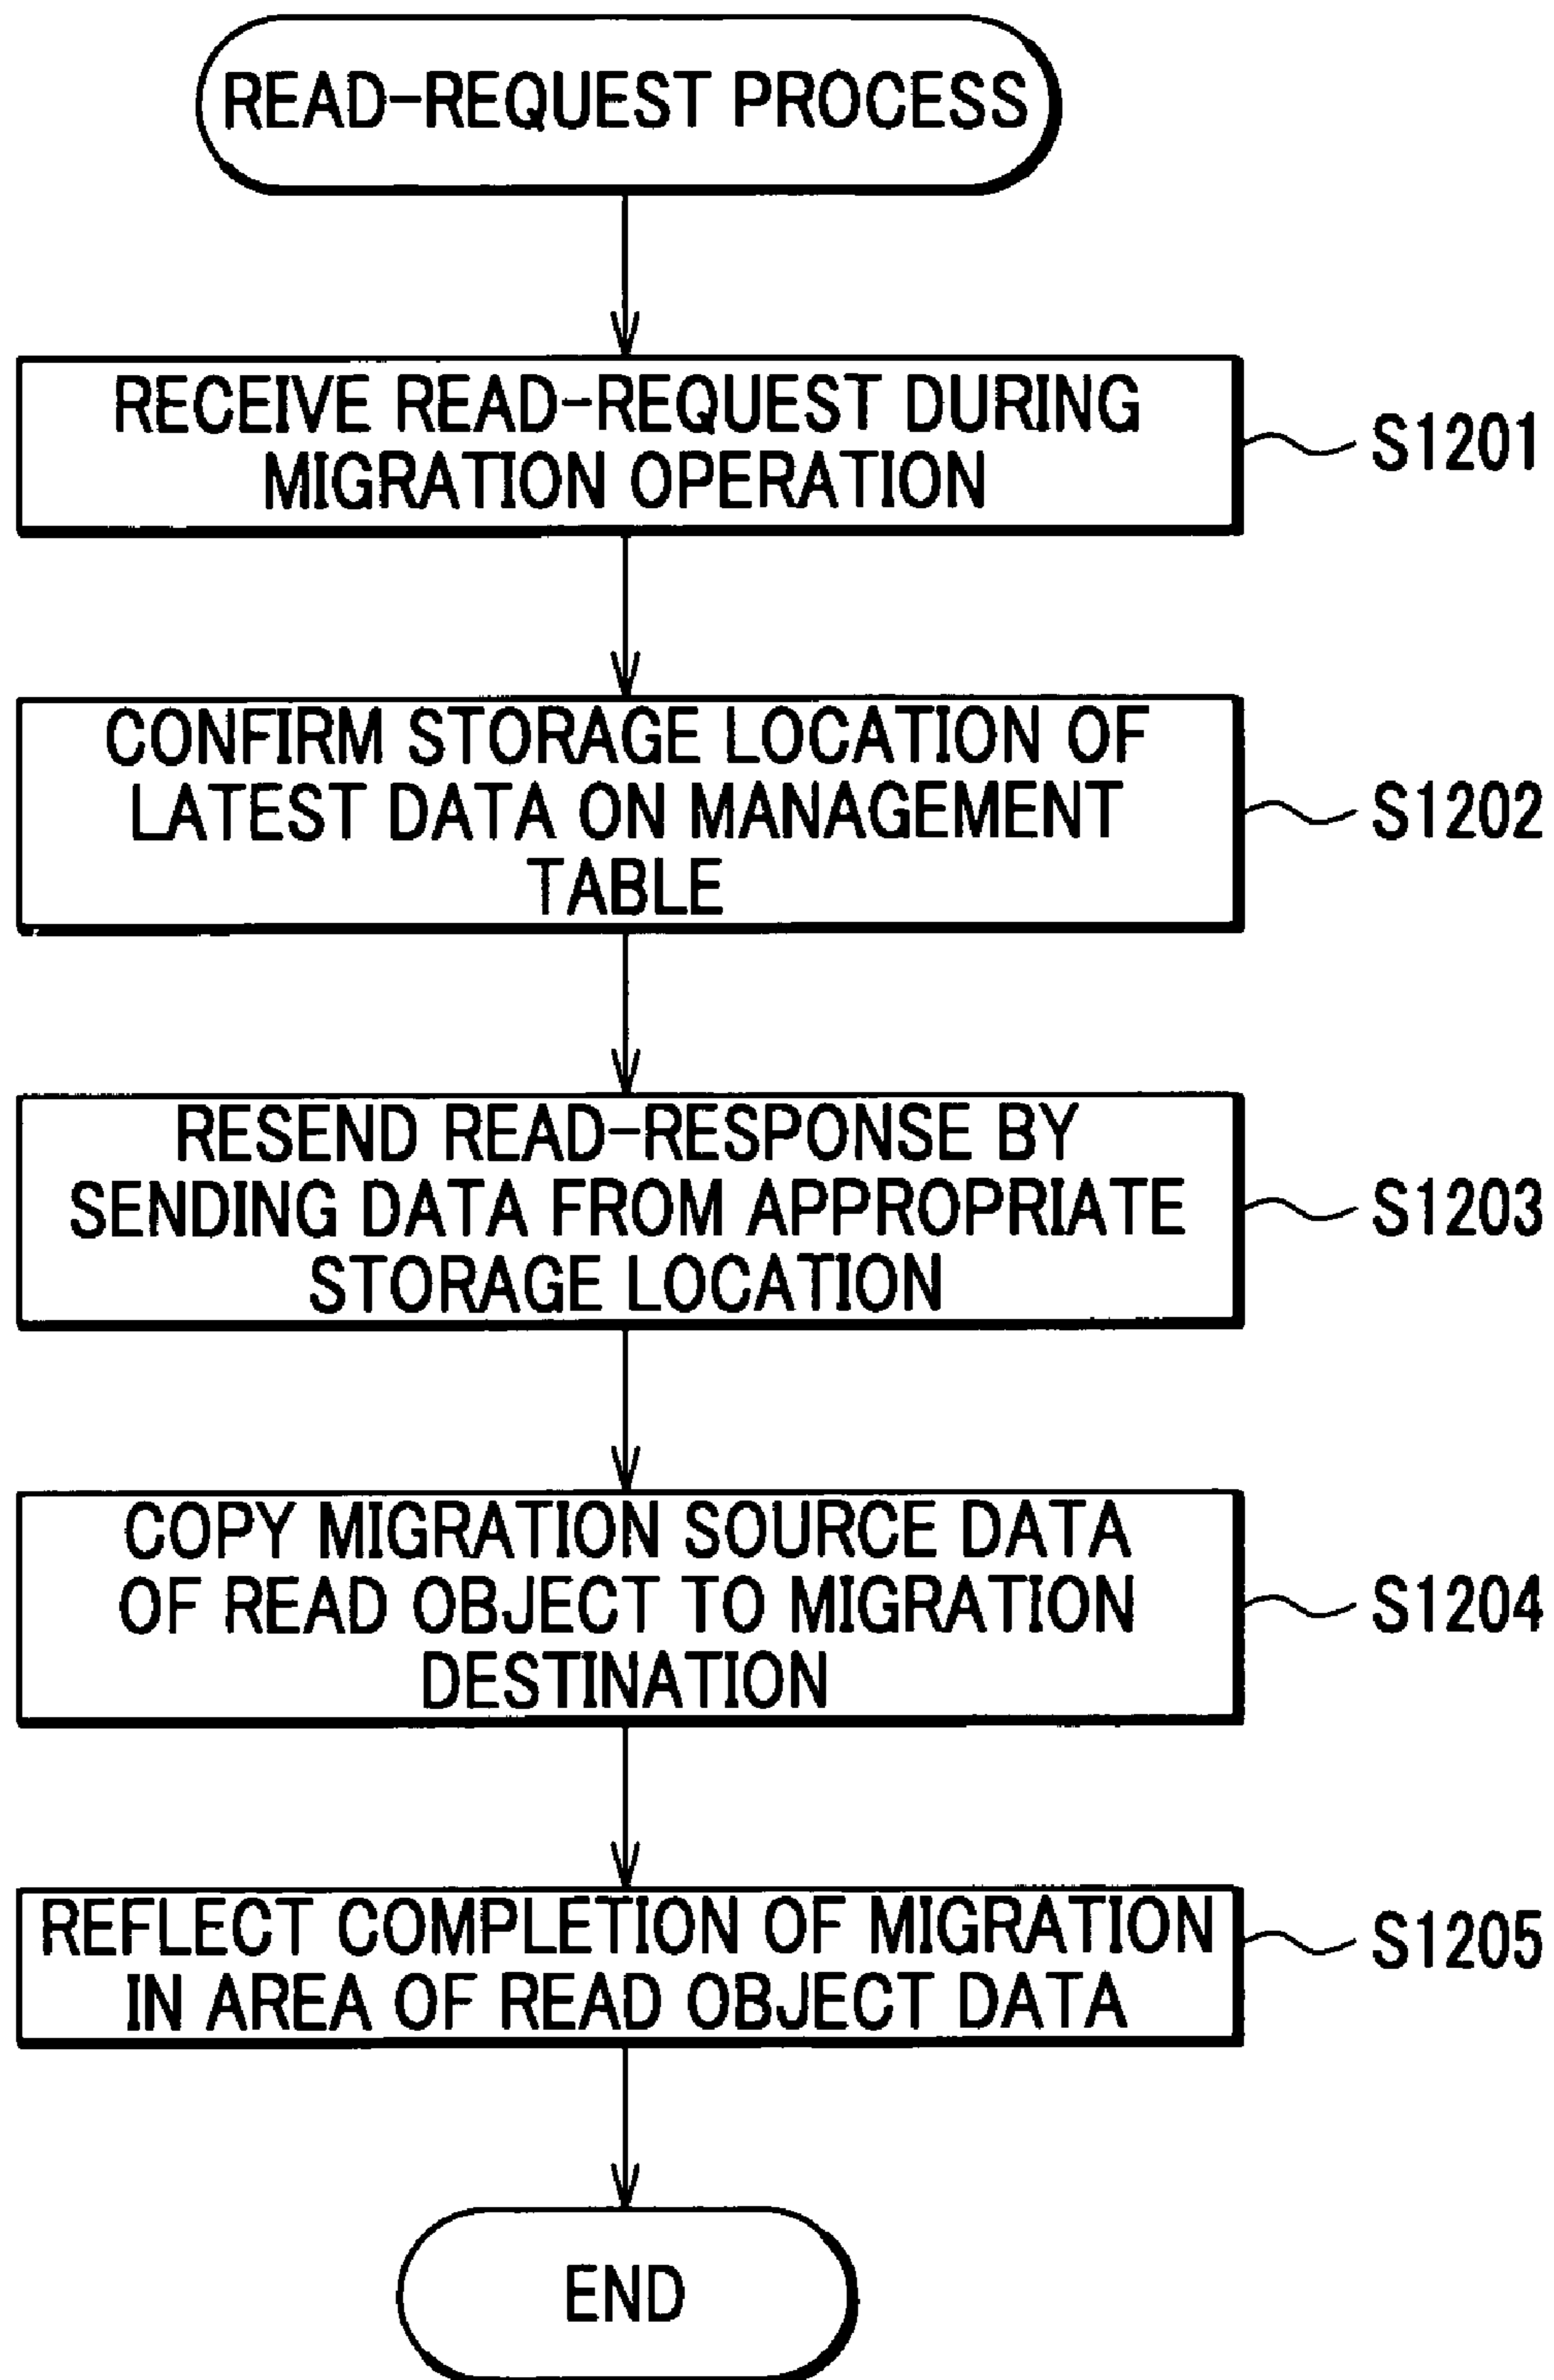 READ-REQUEST PROCESS
RECEIVE READ-REQUEST DURING
MIGRATION OPERATION
S1201
CONFIRM STORAGE LOCATION OF
LATEST DATA ON MANAGEMENT
TABLE
S1202
RESEND READ-RESPONSE BY
SENDING DATA FROM APPROPRIATE
STORAGE LOCATION
S1203
COPY MIGRATION SOURCE DATA
OF READ OBJECT TO MIGRATION
DESTINATION
S1204
REFLECT COMPLETION OF MIGRATION
IN AREA OF READ OBJECT DATA
S1205
END